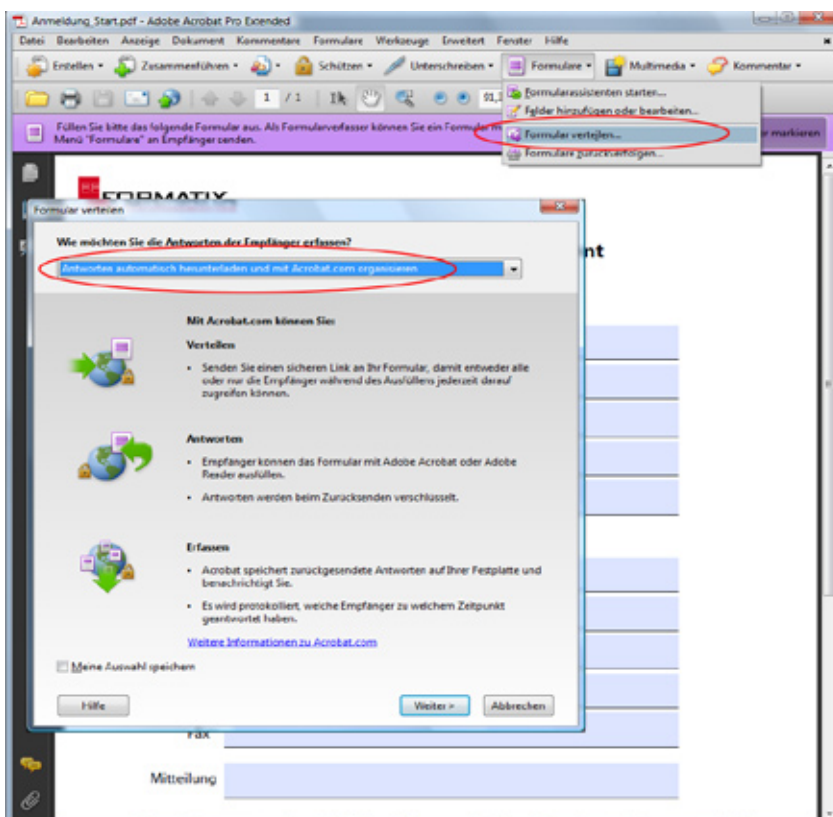 Anmeldung_Start.pdf - Adobe Acrobat Pro Extended
Datei Bearbeiten Anzeige Dokument Kommentare Formulare Werkzeuge Erweitert Fenster Hilfe
Erstellen Zusammenführen Schützen Unterschreiben Formulare Multimedia Kommentar
1 / 1 91,
Formularassistenten starten...
Felder hinzufügen oder bearbeiten...
Formular verteilen...
Formulare zurückverfolgen...
Füllen Sie bitte das folgende Formular aus. Als Formularverfasser können Sie ein Formular m
Menü "Formulare" an Empfänger senden.
r markieren
FORMATIX
nt
Formular verteilen
Wie möchten Sie die Antworten der Empfänger erfassen?
Antworten automatisch herunterladen und mit Acrobat.com organisieren
Mit Acrobat.com können Sie:
Verteilen
• Senden Sie einen sicheren Link an Ihr Formular, damit entweder alle
oder nur die Empfänger während des Ausfüllens jederzeit darauf
zugreifen können.
Antworten
• Empfänger können das Formular mit Adobe Acrobat oder Adobe
Reader ausfüllen.
• Antworten werden beim Zurücksenden verschlüsselt.
Erfassen
• Acrobat speichert zurückgesendete Antworten auf Ihrer Festplatte und
benachrichtigt Sie.
• Es wird protokolliert, welche Empfänger zu welchem Zeitpunkt
geantwortet haben.
Weitere Informationen zu Acrobat.com
Meine Auswahl speichern
Hilfe
Weiter >
Abbrechen
Fax
Mitteilung